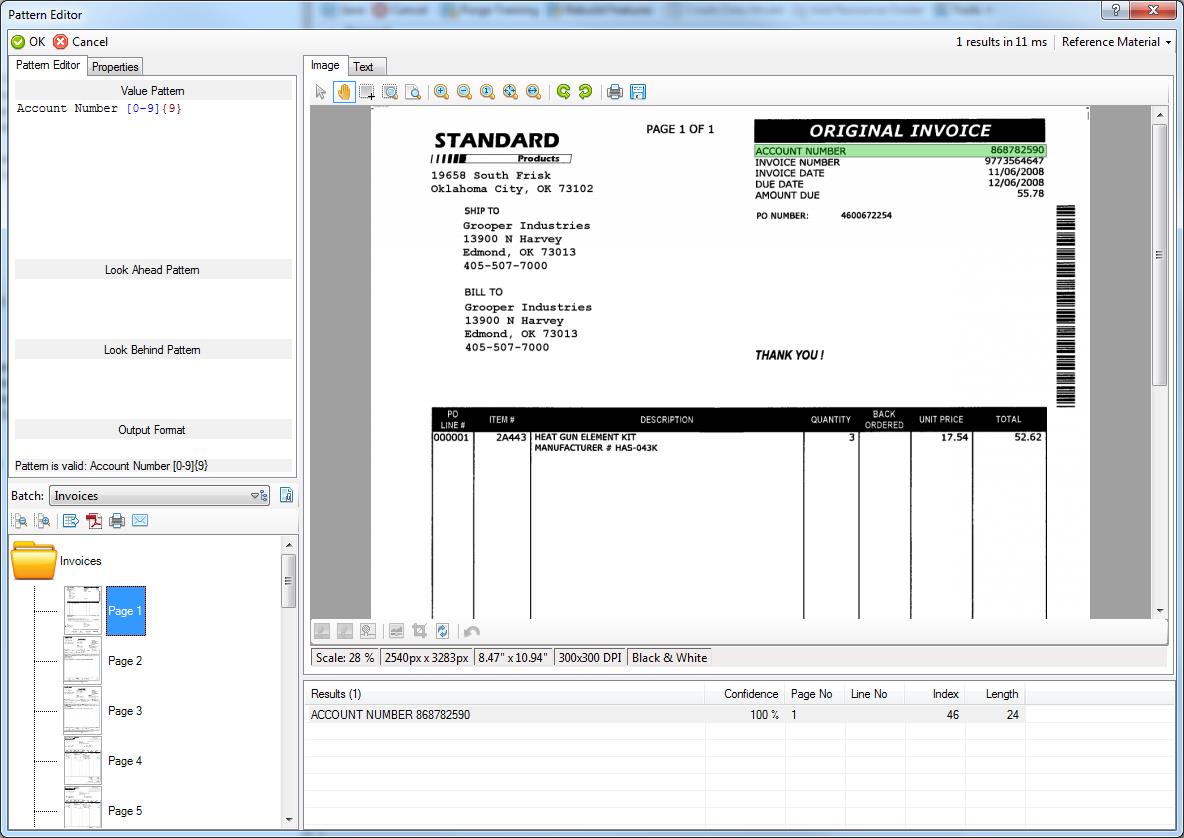 Pattern Editor
OK Cancel
1 results in 11 ms Reference Material
Pattern Editor Properties
Value Pattern
Account Number [0-9]{9}
Look Ahead Pattern
Look Behind Pattern
Output Format
Pattern is valid: Account Number [0-9]{9}
Batch: Invoices
Invoices
Page 1
Page 2
Page 3
Page 4
Page 5
Image Text
STANDARD
Products
19658 South Frisk
Oklahoma City, OK 73102
PAGE 1 OF 1
ORIGINAL INVOICE
ACCOUNT NUMBER 868782590
INVOICE NUMBER 9773564647
INVOICE DATE 11/06/2008
DUE DATE 12/06/2008
AMOUNT DUE 55.78
PO NUMBER: 4600672254
SHIP TO
Grooper Industries
13900 N Harvey
Edmond, OK 73013
405-507-7000
BILL TO
Grooper Industries
13900 N Harvey
Edmond, OK 73013
405-507-7000
THANK YOU !
PO LINE # ITEM # DESCRIPTION QUANTITY BACK ORDERED UNIT PRICE TOTAL
000001 2A443 HEAT GUN ELEMENT KIT 3 17.54 52.62
MANUFACTURER # HAS-043K
Scale: 28 % 2540px x 3283px 8.47" x 10.94" 300x300 DPI Black & White
Results (1) Confidence Page No Line No Index Length
ACCOUNT NUMBER 868782590 100 % 1 46 24